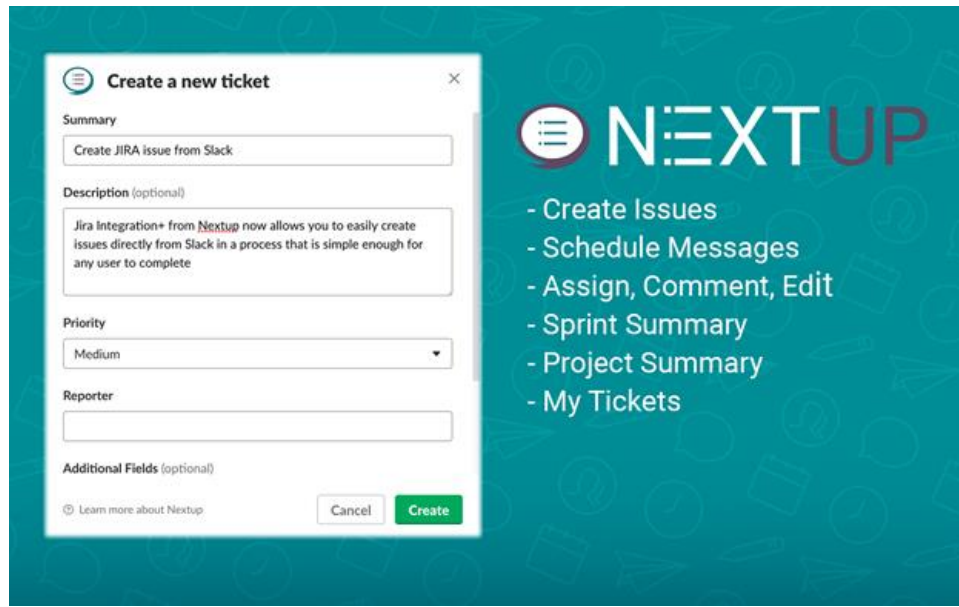 Create a new ticket
Summary
Create JIRA issue from Slack
Description (optional)
Jira Integration+ from Nextup now allows you to easily create
issues directly from Slack in a process that is simple enough for
any user to complete
Priority
Medium
Reporter
Additional Fields (optional)
Learn more about Nextup
Cancel
Create
NEXTUP
- Create Issues
- Schedule Messages
- Assign, Comment, Edit
- Sprint Summary
- Project Summary
- My Tickets